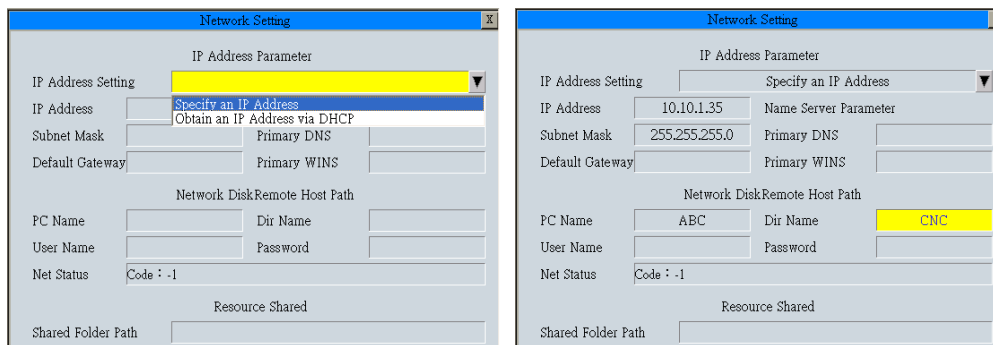 Network Setting X
IP Address Parameter
IP Address Setting
Specify an IP Address
Obtain an IP Address via DHCP
IP Address
Subnet Mask Primary DNS
Default Gateway Primary WINS
Network DiskRemote Host Path
PC Name Dir Name
User Name Password
Net Status Code：-1
Resource Shared
Shared Folder Path
Network Setting
IP Address Parameter
IP Address Setting Specify an IP Address
IP Address 10.10.1.35 Name Server Parameter
Subnet Mask 255.255.255.0 Primary DNS
Default Gateway Primary WINS
Network DiskRemote Host Path
PC Name ABC Dir Name CNC
User Name Password
Net Status Code：-1
Resource Shared
Shared Folder Path